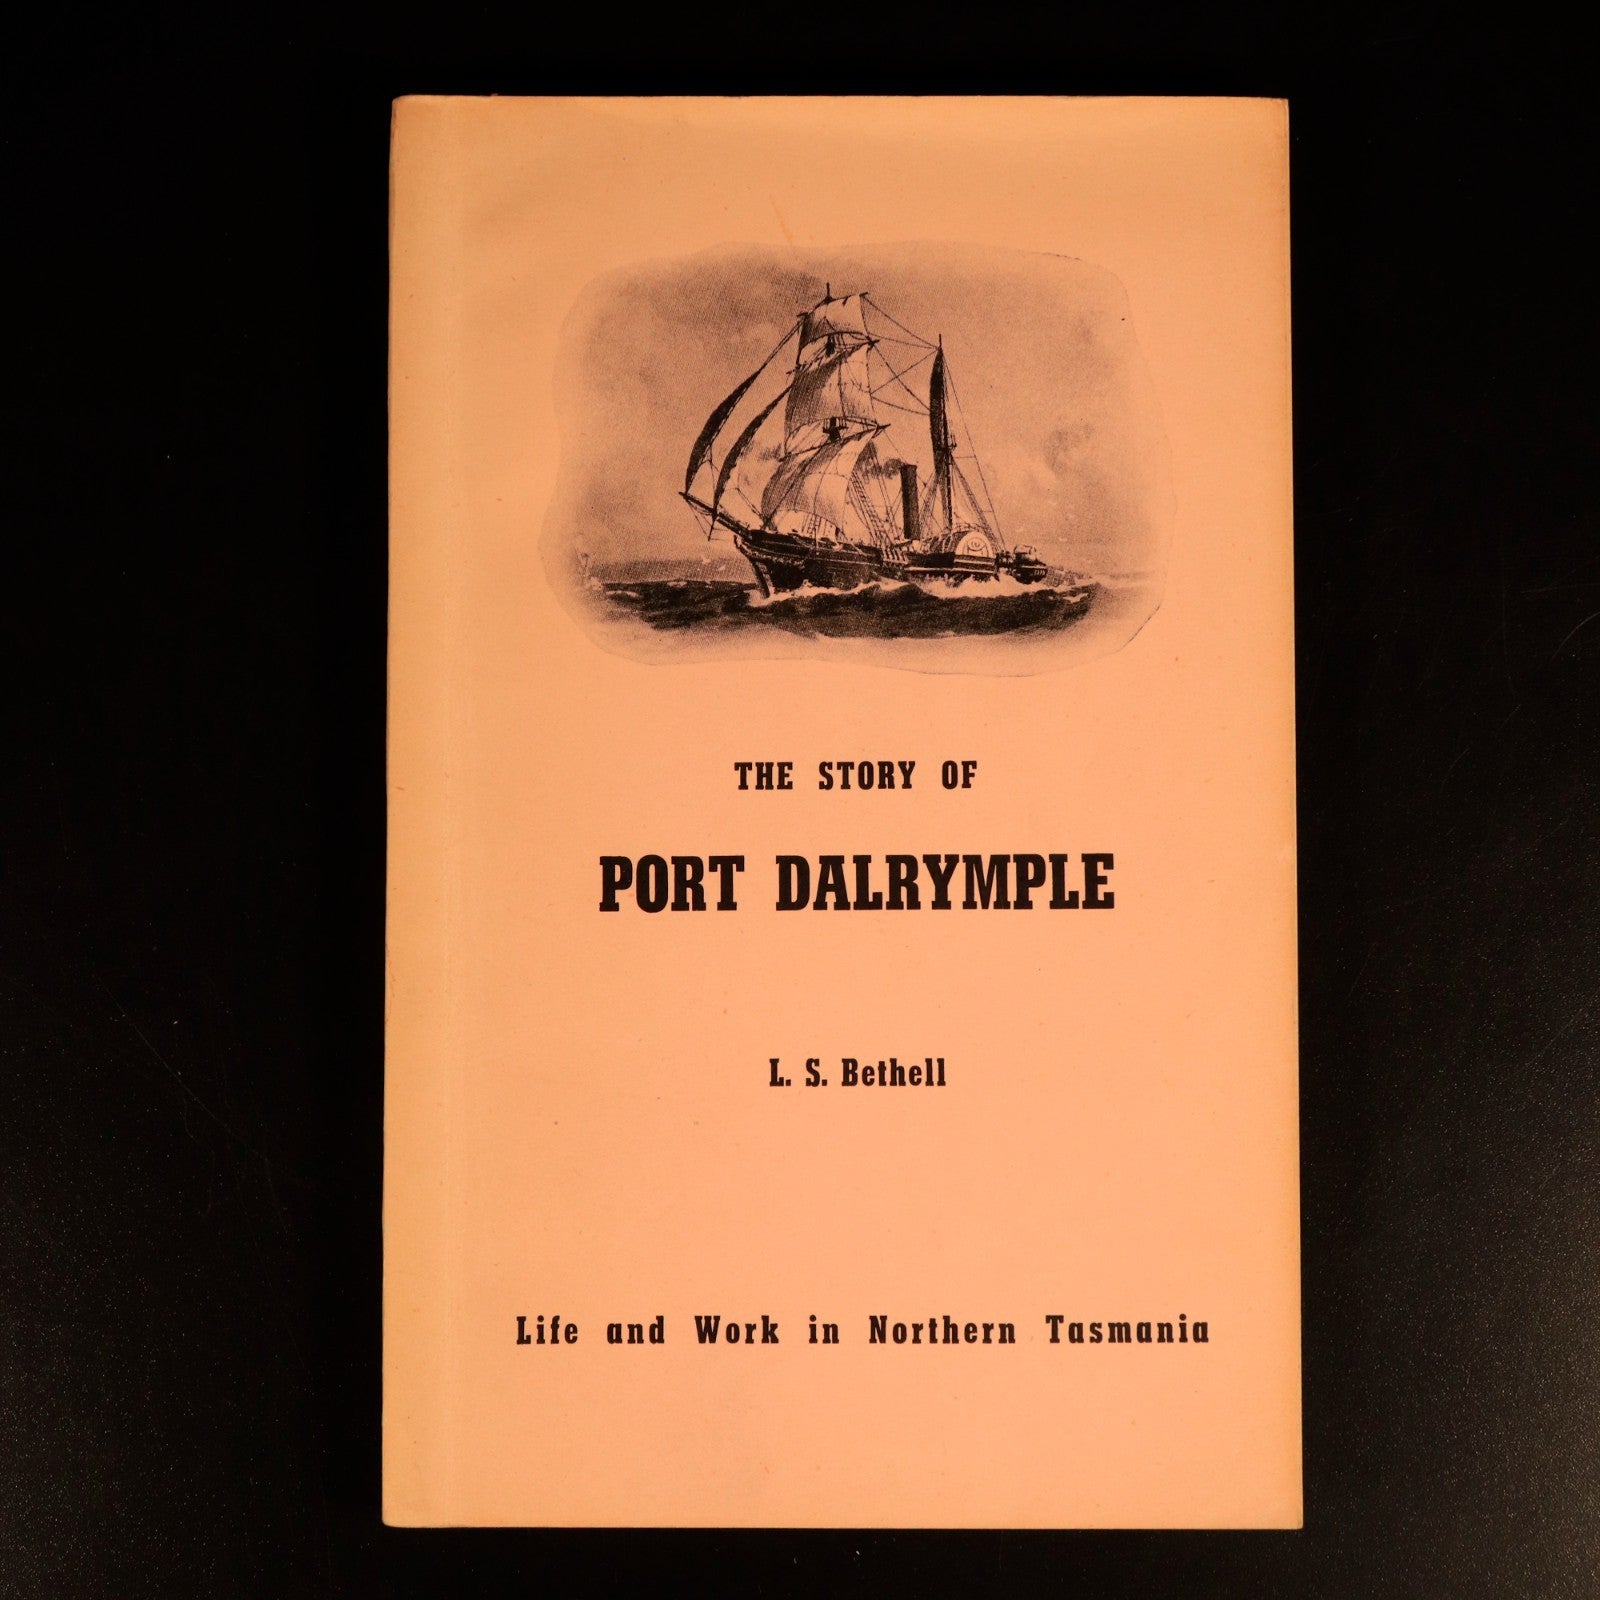 THE STORY OF
PORT DALRYMPLE
L. S. Bethell
Life and Work in Northern Tasmania